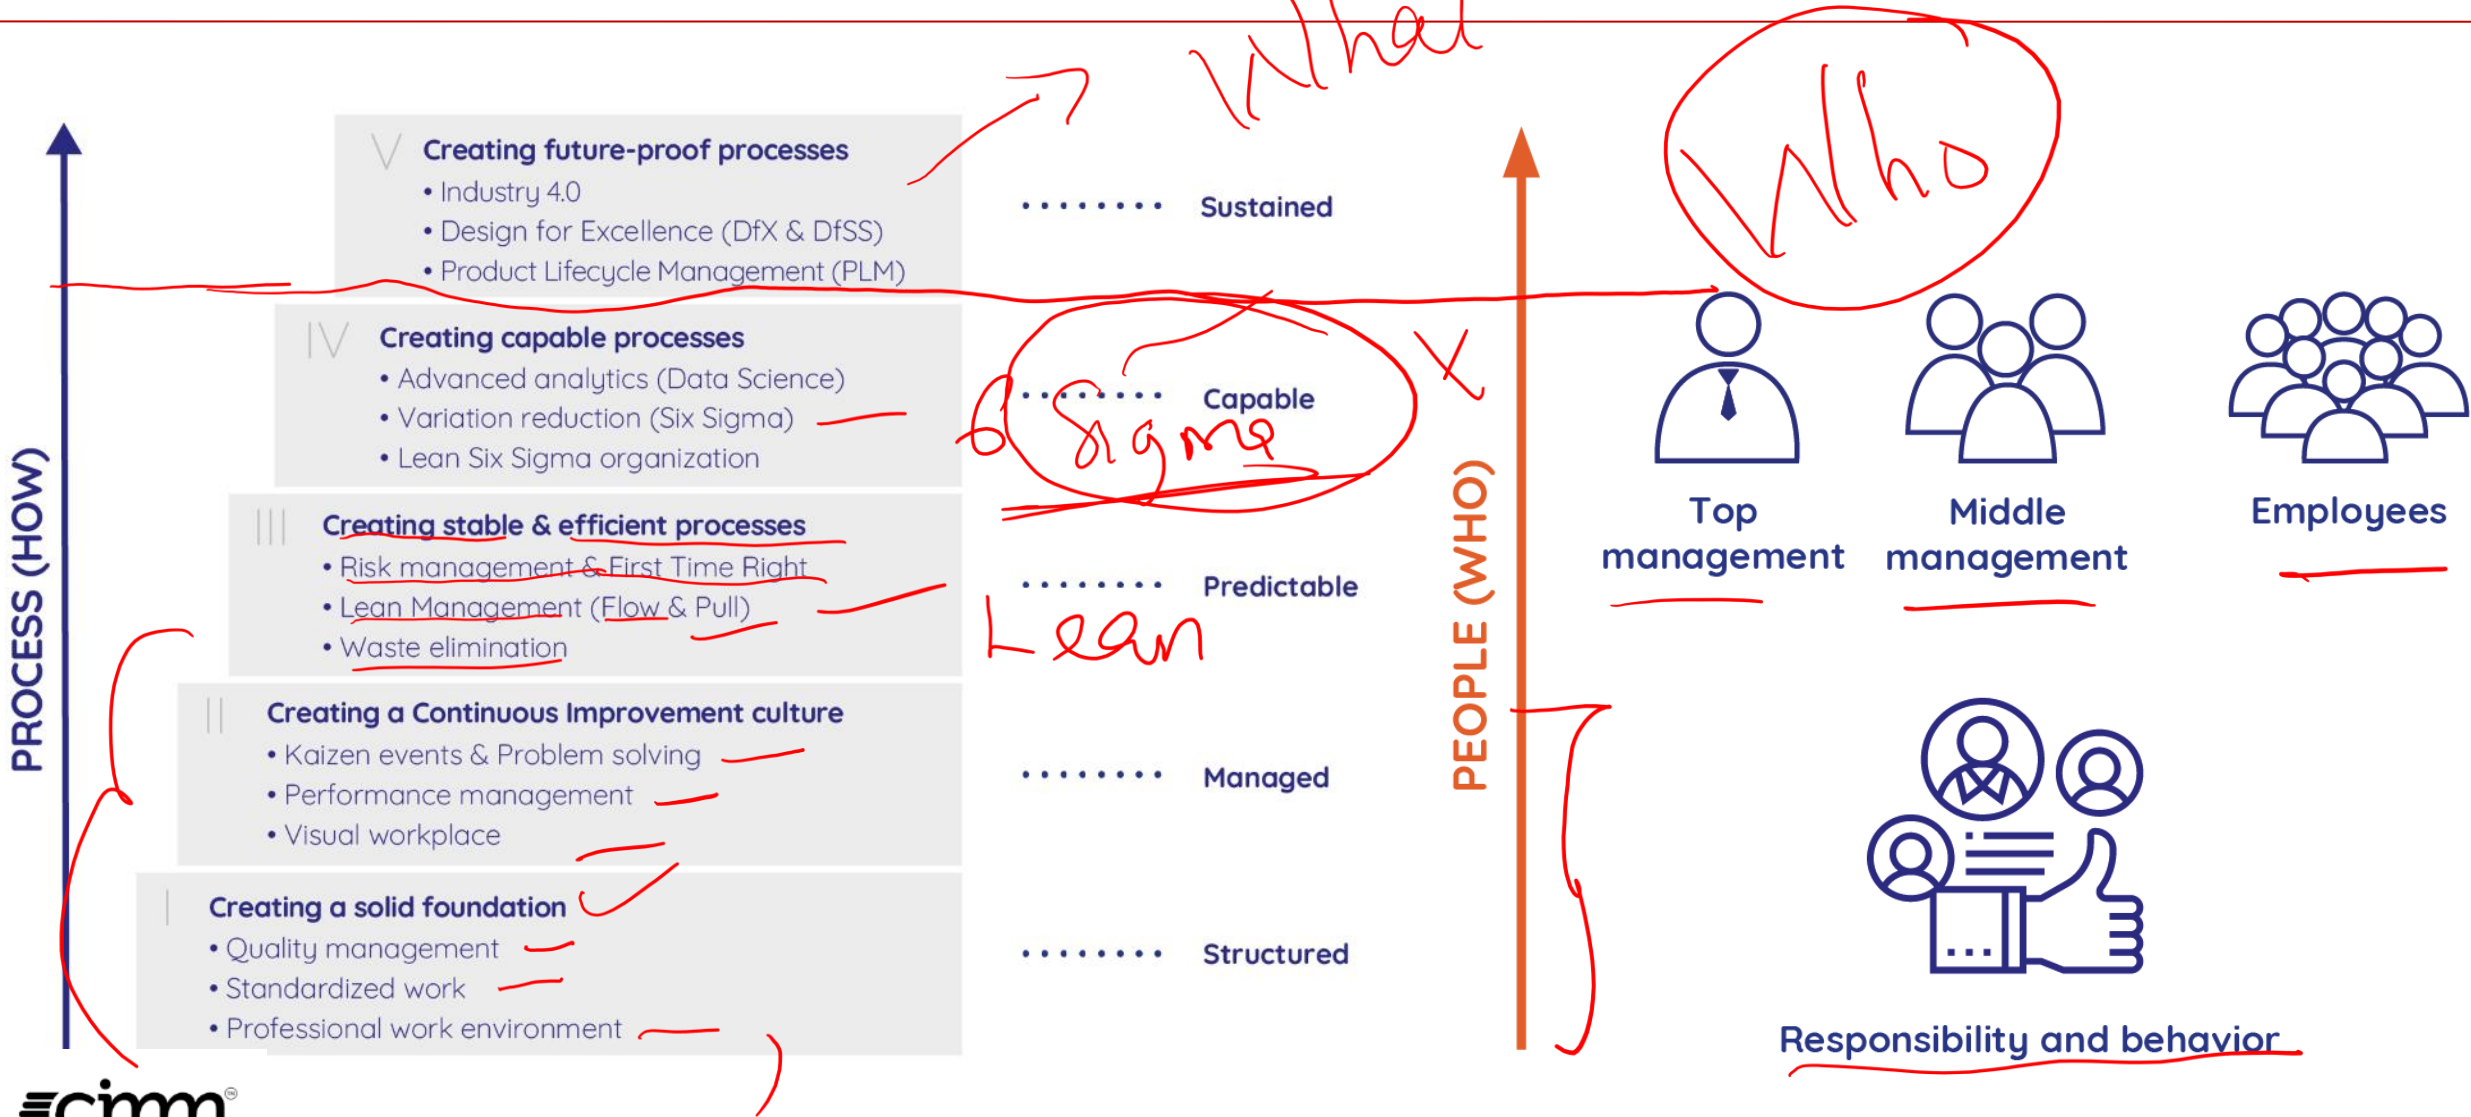 What
Who
V Creating future-proof processes
• Industry 4.0
• Design for Excellence (DfX & DfSS)
• Product Lifecycle Management (PLM)
Sustained
IV Creating capable processes
• Advanced analytics (Data Science)
• Variation reduction (Six Sigma)
• Lean Six Sigma organization
Capable
6 Sigma
III Creating stable & efficient processes
• Risk management & First Time Right
• Lean Management (Flow & Pull)
• Waste elimination
Predictable
Lean
II Creating a Continuous Improvement culture
• Kaizen events & Problem solving
• Performance management
• Visual workplace
Managed
I Creating a solid foundation
• Quality management
• Standardized work
• Professional work environment
Structured
PROCESS (HOW)
PEOPLE (WHO)
Top
management
Middle
management
Employees
Responsibility and behavior
cimm™